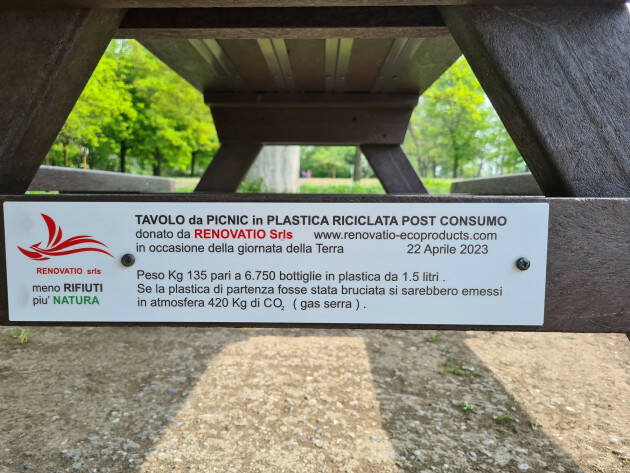 TAVOLO da PICNIC in PLASTICA RICICLATA POST CONSUMO
donato da RENOVATIO Srls www.renovatio-ecoproducts.com
in occasione della giornata della Terra 22 Aprile 2023
RENOVATIO srls
meno RIFIUTI
piu' NATURA
Peso Kg 135 pari a 6.750 bottiglie in plastica da 1.5 litri .
Se la plastica di partenza fosse stata bruciata si sarebbero emessi
in atmosfera 420 Kg di CO₂ ( gas serra ) .